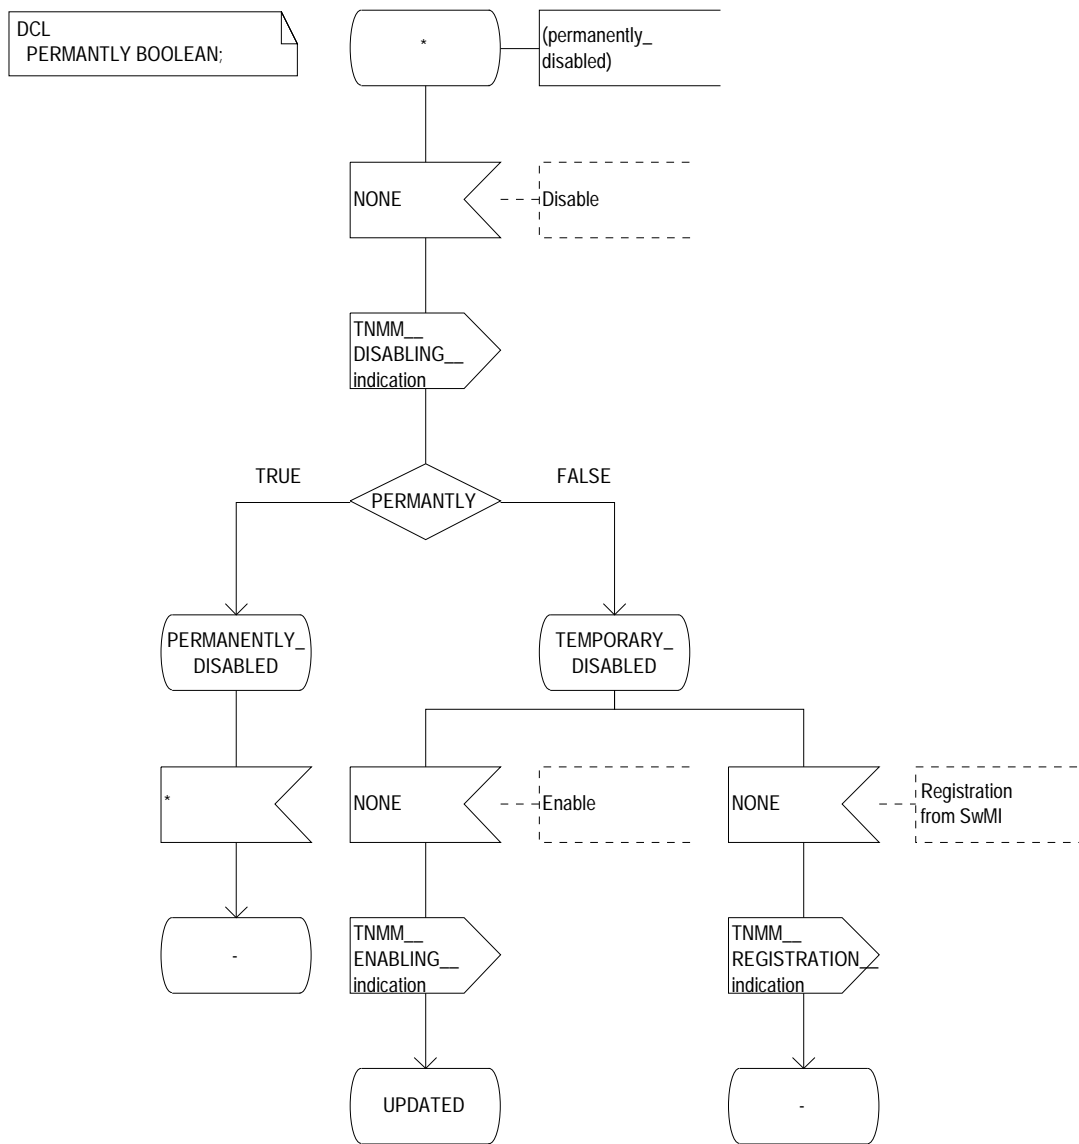 DCL
PERMANTLY BOOLEAN;
*
(permanently_
disabled)
NONE
Disable
TNMM__
DISABLING__
indication
TRUE
FALSE
PERMANTLY
PERMANENTLY_
DISABLED
TEMPORARY_
DISABLED
*
NONE
Enable
NONE
Registration
from SwMI
-
TNMM__
ENABLING__
indication
TNMM__
REGISTRATION__
indication
UPDATED
-